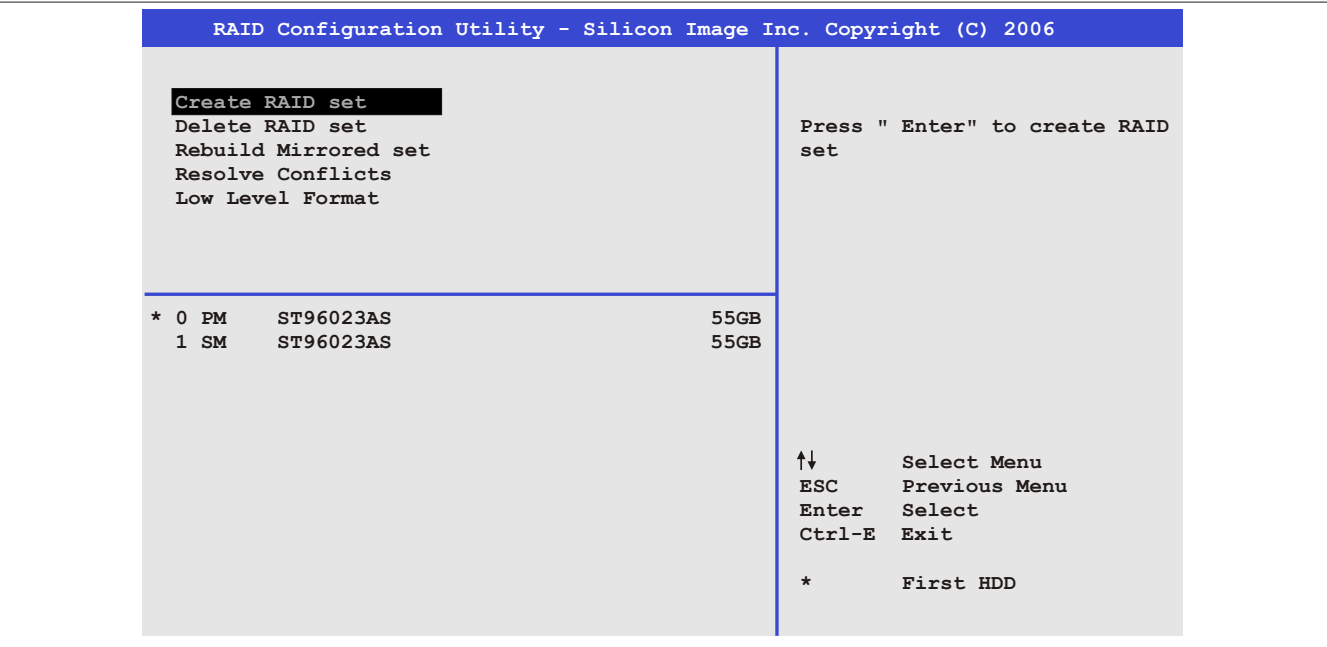 RAID Configuration Utility - Silicon Image Inc. Copyright (C) 2006
Create RAID set
Delete RAID set
Rebuild Mirrored set
Resolve Conflicts
Low Level Format
Press " Enter" to create RAID
set
* 0 PM ST96023AS 55GB
1 SM ST96023AS 55GB
↑↓ Select Menu
ESC Previous Menu
Enter Select
Ctrl-E Exit
* First HDD